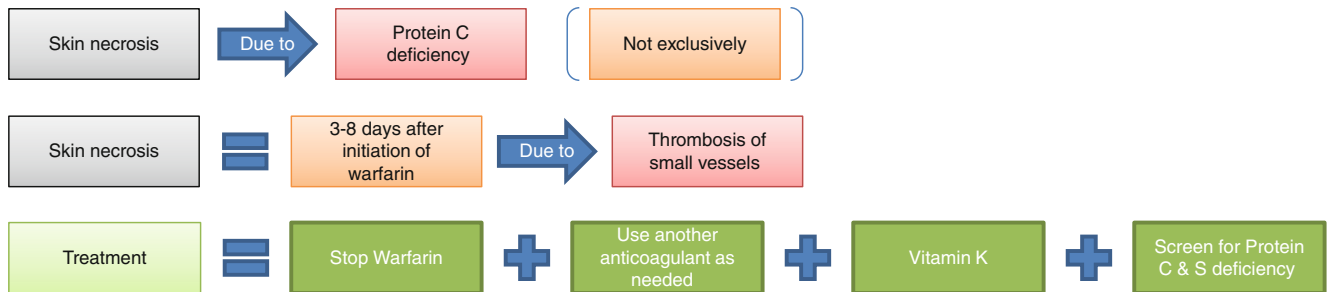 Skin necrosis
Due to
Protein C
deficiency
Not exclusively
Skin necrosis
3-8 days after
initiation of
warfarin
Due to
Thrombosis of
small vessels
Treatment
Stop Warfarin
Use another
anticoagulant as
needed
Vitamin K
Screen for Protein
C & S deficiency